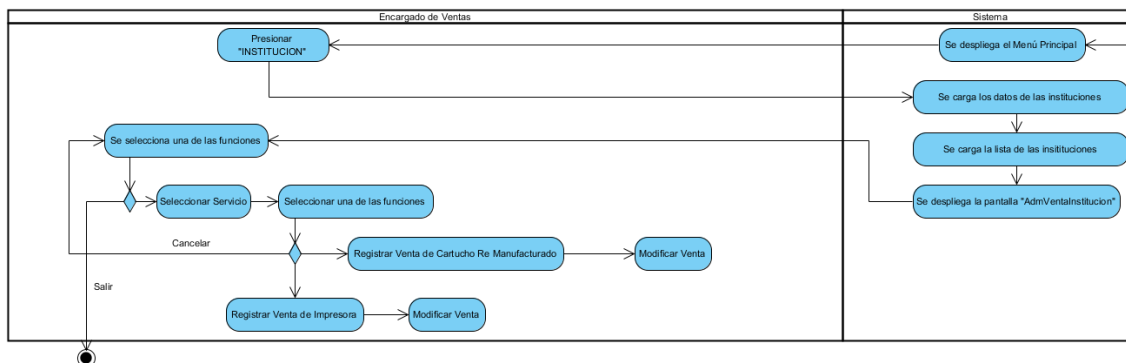 Encargado de Ventas
Sistema
Presionar
"INSTITUCION"
Se despliega el Menú Principal
Se carga los datos de las instituciones
Se selecciona una de las funciones
Se carga la lista de las insitituciones
Seleccionar Servicio
Seleccionar una de las funciones
Se despliega la pantalla "AdmVentaInstitucion"
Cancelar
Registrar Venta de Cartucho Re Manufacturado
Modificar Venta
Salir
Registrar Venta de Impresora
Modificar Venta